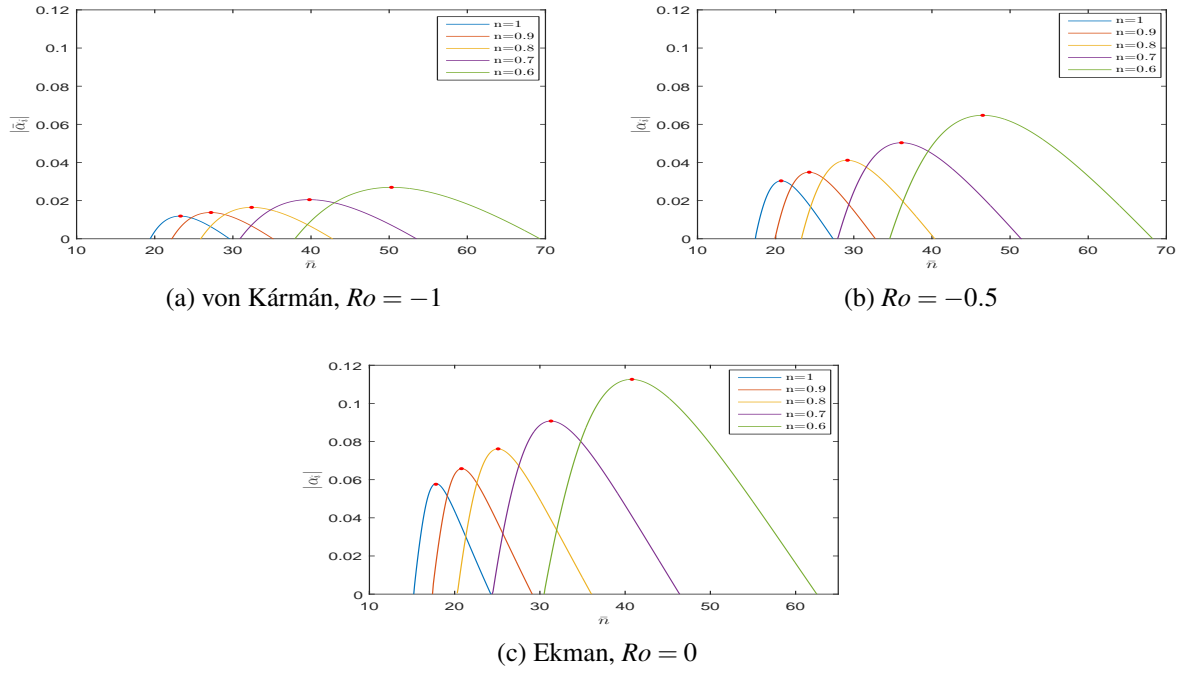 0.12
0.1
0.08
0.06
0.04
0.02
0
|ᾱᵢ|
10 20 30 40 50 60 70
n̄
n=1
n=0.9
n=0.8
n=0.7
n=0.6
(a) von Kármán, Ro = −1
0.12
0.1
0.08
0.06
0.04
0.02
0
|ᾱᵢ|
10 20 30 40 50 60 70
n̄
n=1
n=0.9
n=0.8
n=0.7
n=0.6
(b) Ro = −0.5
0.12
0.1
0.08
0.06
0.04
0.02
0
|ᾱᵢ|
10 20 30 40 50 60
n̄
n=1
n=0.9
n=0.8
n=0.7
n=0.6
(c) Ekman, Ro = 0